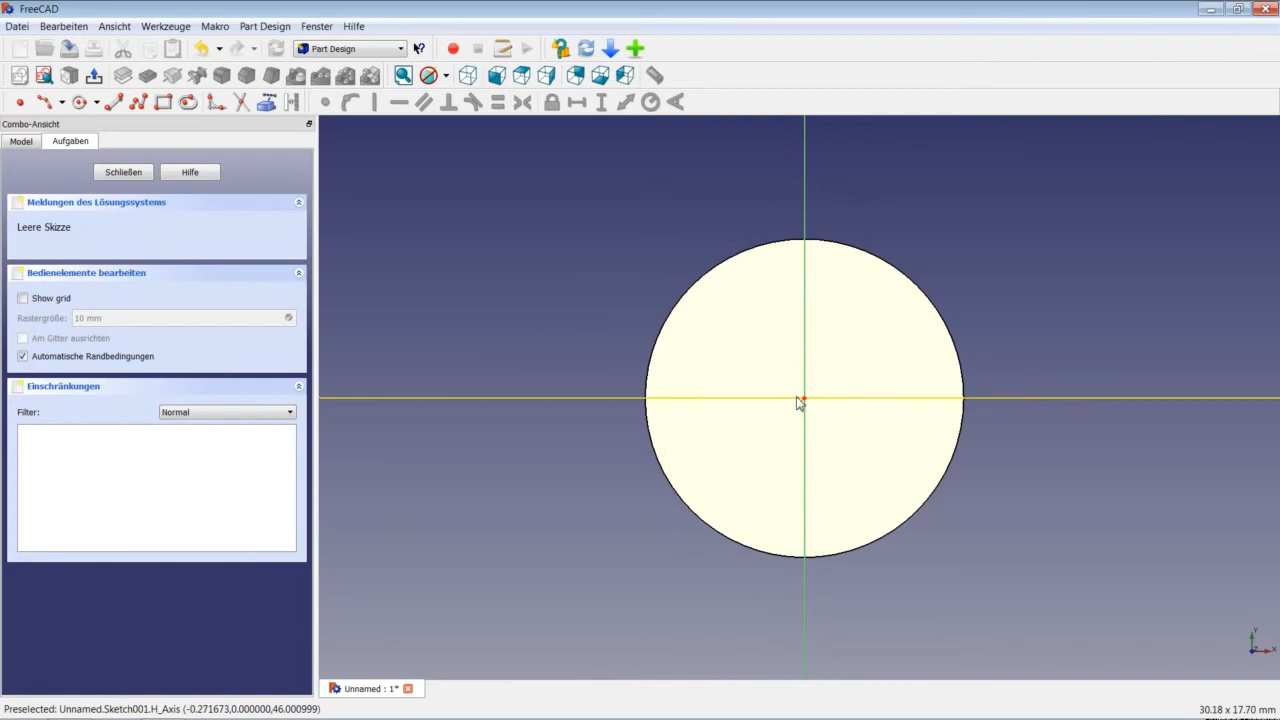 FreeCAD
Datei Bearbeiten Ansicht Werkzeuge Makro Part Design Fenster Hilfe
Part Design
Combo-Ansicht
Model Aufgaben
Schließen Hilfe
Meldungen des Lösungssystems
Leere Skizze
Bedienelemente bearbeiten
Show grid
Rastergröße: 10 mm
Am Gitter ausrichten
Automatische Randbedingungen
Einschränkungen
Filter: Normal
Y
Z X
Unnamed : 1*
Preselected: Unnamed.Sketch001.H_Axis (-0.271673,0.000000,46.000999) 30.18 x 17.70 mm